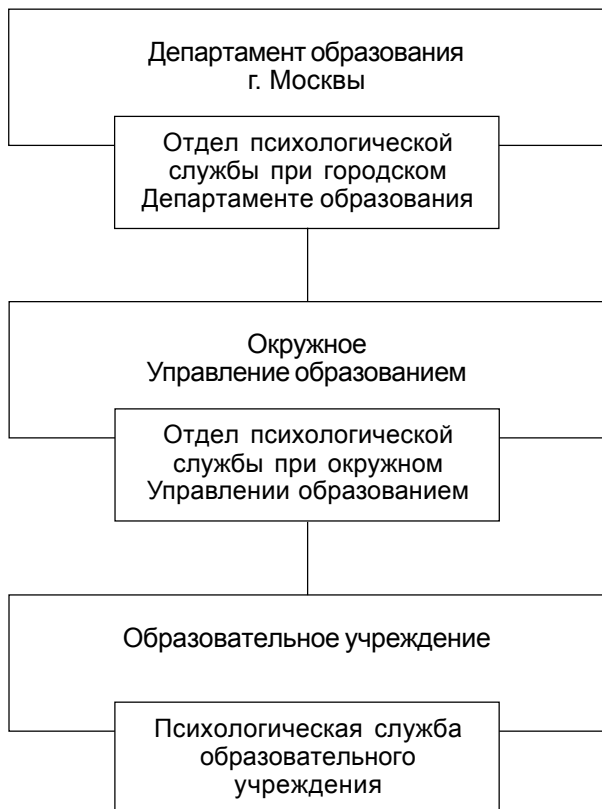 Департамент образования
г. Москвы
Отдел психологической
службы при городском
Департаменте образования
Окружное
Управление образованием
Отдел психологической
службы при окружном
Управлении образованием
Образовательное учреждение
Психологическая служба
образовательного
учреждения